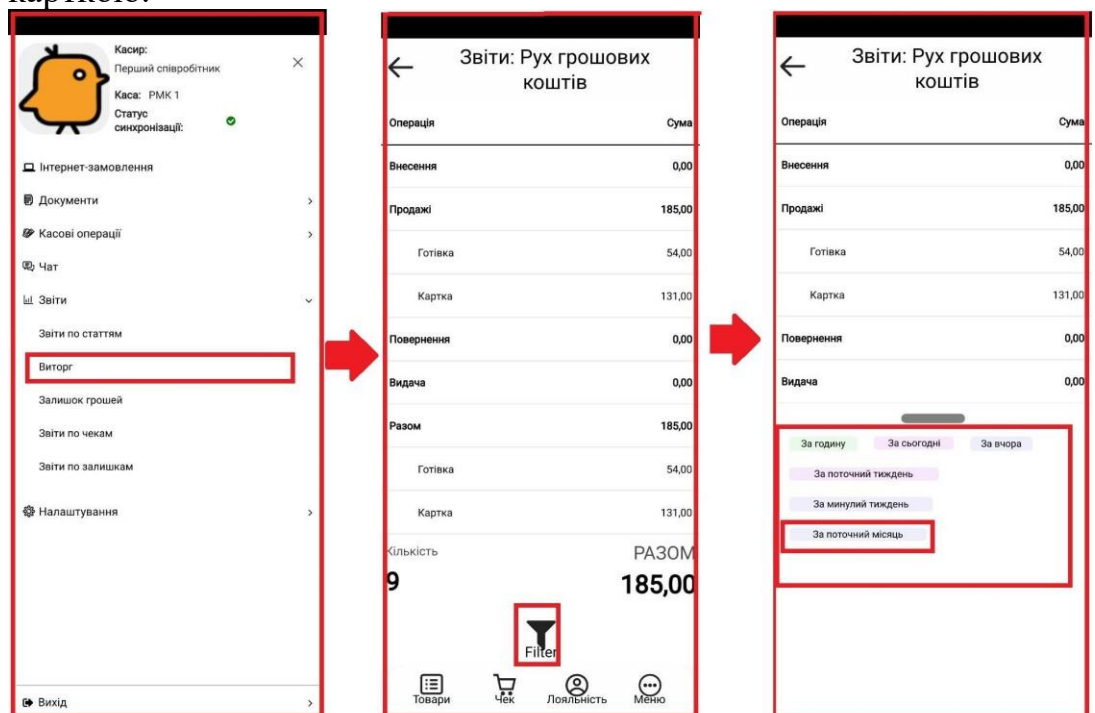 карткою.
Касир:
Перший співробітник
Каса: РМК 1
Статус
синхронізації:
Інтернет-замовлення
Документи
Касові операції
Чат
Звіти
Звіти по статтям
Виторг
Залишок грошей
Звіти по чекам
Звіти по залишкам
Налаштування
Вихід
Звіти: Рух грошових
коштів
Операція Сума
Внесення 0,00
Продажі 185,00
Готівка 54,00
Картка 131,00
Повернення 0,00
Видача 0,00
Разом 185,00
Готівка 54,00
Картка 131,00
Кількість РАЗОМ
9 185,00
Filter
Товари Чек Лояльність Меню
Звіти: Рух грошових
коштів
Операція Сума
Внесення 0,00
Продажі 185,00
Готівка 54,00
Картка 131,00
Повернення 0,00
Видача 0,00
За годину За сьогодні За вчора
За поточний тиждень
За минулий тиждень
За поточний місяць